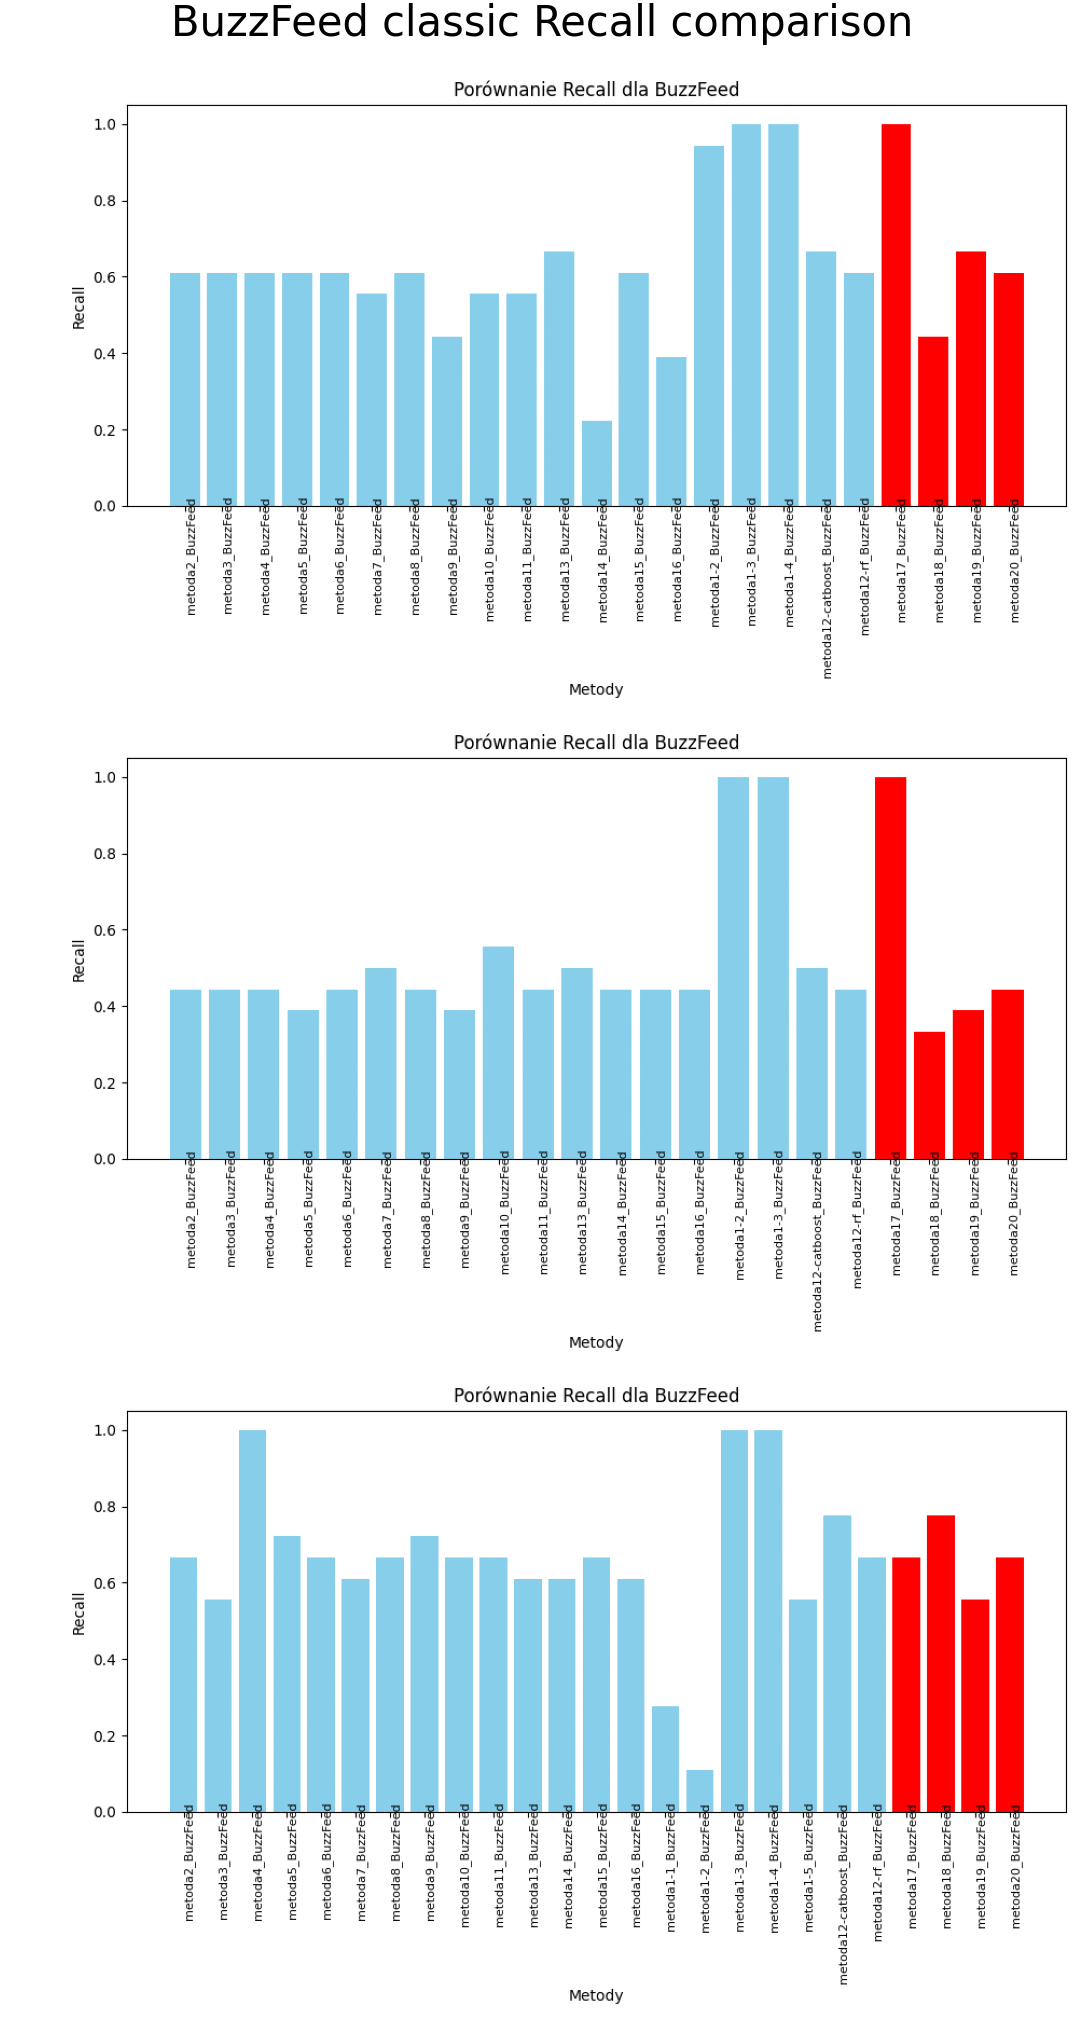 BuzzFeed classic Recall comparison
Porównanie Recall dla BuzzFeed
Recall
1.0
0.8
0.6
0.4
0.2
0.0
metoda2_BuzzFeed
metoda3_BuzzFeed
metoda4_BuzzFeed
metoda5_BuzzFeed
metoda6_BuzzFeed
metoda7_BuzzFeed
metoda8_BuzzFeed
metoda9_BuzzFeed
metoda10_BuzzFeed
metoda11_BuzzFeed
metoda13_BuzzFeed
metoda14_BuzzFeed
metoda15_BuzzFeed
metoda16_BuzzFeed
metoda1-2_BuzzFeed
metoda1-3_BuzzFeed
metoda1-4_BuzzFeed
metoda12-catboost_BuzzFeed
metoda12-rf_BuzzFeed
metoda17_BuzzFeed
metoda18_BuzzFeed
metoda19_BuzzFeed
metoda20_BuzzFeed
Metody
Porównanie Recall dla BuzzFeed
Recall
1.0
0.8
0.6
0.4
0.2
0.0
metoda2_BuzzFeed
metoda3_BuzzFeed
metoda4_BuzzFeed
metoda5_BuzzFeed
metoda6_BuzzFeed
metoda7_BuzzFeed
metoda8_BuzzFeed
metoda9_BuzzFeed
metoda10_BuzzFeed
metoda11_BuzzFeed
metoda13_BuzzFeed
metoda14_BuzzFeed
metoda15_BuzzFeed
metoda16_BuzzFeed
metoda1-2_BuzzFeed
metoda1-3_BuzzFeed
metoda12-catboost_BuzzFeed
metoda12-rf_BuzzFeed
metoda17_BuzzFeed
metoda18_BuzzFeed
metoda19_BuzzFeed
metoda20_BuzzFeed
Metody
Porównanie Recall dla BuzzFeed
Recall
1.0
0.8
0.6
0.4
0.2
0.0
metoda2_BuzzFeed
metoda3_BuzzFeed
metoda4_BuzzFeed
metoda5_BuzzFeed
metoda6_BuzzFeed
metoda7_BuzzFeed
metoda8_BuzzFeed
metoda9_BuzzFeed
metoda10_BuzzFeed
metoda11_BuzzFeed
metoda13_BuzzFeed
metoda14_BuzzFeed
metoda15_BuzzFeed
metoda16_BuzzFeed
metoda1-1_BuzzFeed
metoda1-2_BuzzFeed
metoda1-3_BuzzFeed
metoda1-4_BuzzFeed
metoda1-5_BuzzFeed
metoda12-catboost_BuzzFeed
metoda12-rf_BuzzFeed
metoda17_BuzzFeed
metoda18_BuzzFeed
metoda19_BuzzFeed
metoda20_BuzzFeed
Metody